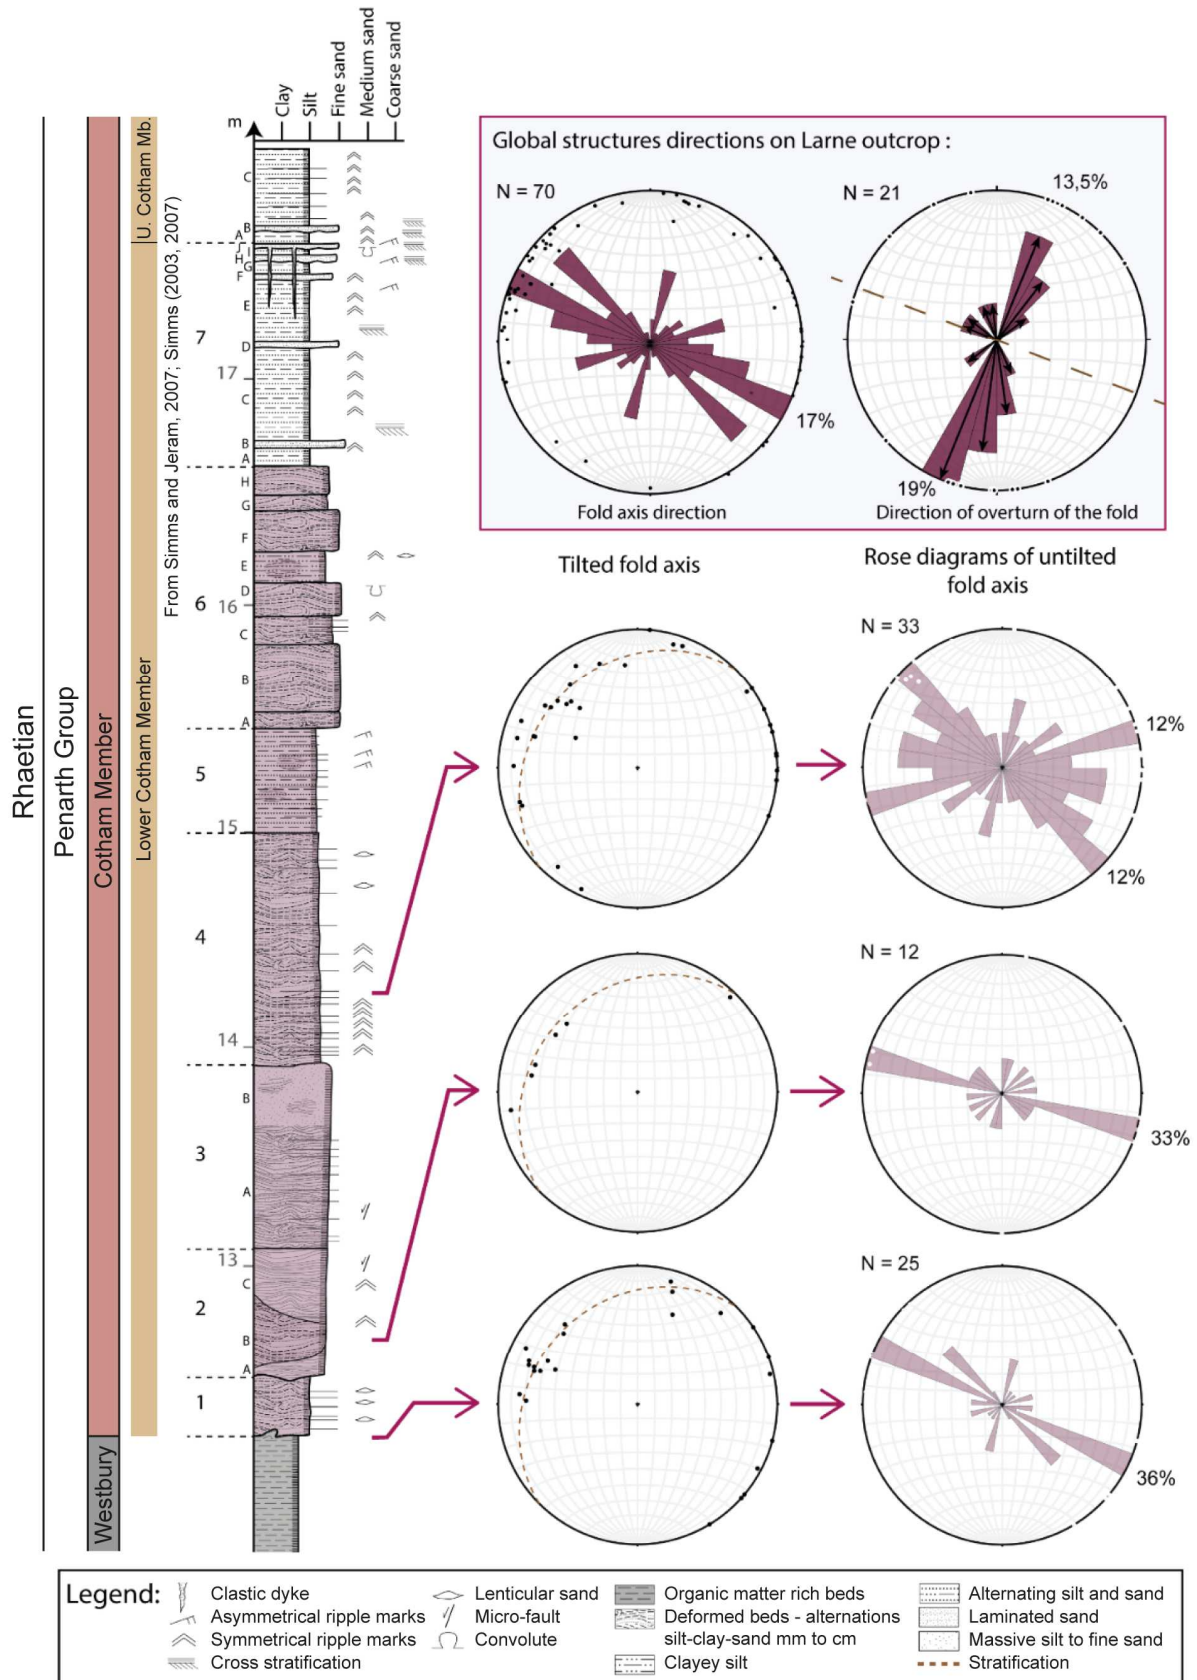 Clay
Silt
Fine sand
Medium sand
Coarse sand
m
Rhaetian
Penarth Group
Cotham Member
Westbury
U. Cotham Mb.
Lower Cotham Member
From Simms and Jeram, 2007; Simms (2003, 2007)
C
B
A
J
I
H
G
F
E
7
D
17
C
B
A
H
G
F
E
D
6
16
C
B
A
5
15
4
14
B
3
A
13
C
2
B
A
1
Global structures directions on Larne outcrop :
N = 70
17%
Fold axis direction
N = 21
13,5%
19%
Direction of overturn of the fold
Tilted fold axis
Rose diagrams of untilted
fold axis
N = 33
12%
12%
N = 12
33%
N = 25
36%
Legend:
Clastic dyke
Asymmetrical ripple marks
Symmetrical ripple marks
Cross stratification
Lenticular sand
Micro-fault
Convolute
Organic matter rich beds
Deformed beds - alternations
silt-clay-sand mm to cm
Clayey silt
Alternating silt and sand
Laminated sand
Massive silt to fine sand
Stratification